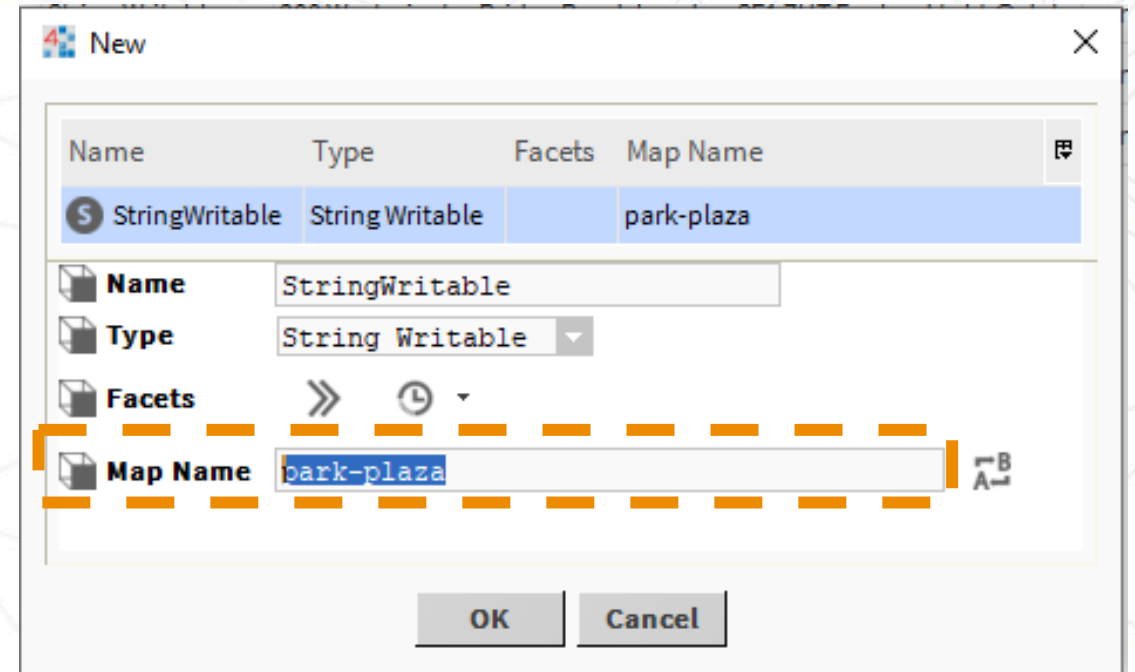 New
Name Type Facets Map Name
S StringWritable String Writable park-plaza
Name StringWritable
Type String Writable
Facets
Map Name park-plaza
B
A
OK Cancel